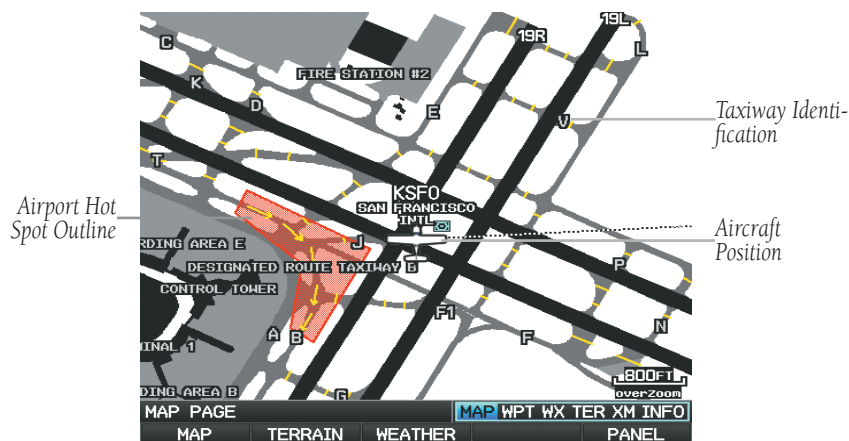 19L
19R
C
L
FIRE STATION #2
K
D
E
V
Taxiway Identi-
fication
T
KSFO
SAN FRANCISCO
INTL
Airport Hot
Spot Outline
J
RDING AREA E
Aircraft
Position
DESIGNATED ROUTE TAXIWAY B
P
CONTROL TOWER
F1
N
A
B
F
MINAL 1
800FT
overzoom
DING AREA B
G
MAP PAGE
MAP WPT WX TER XM INFO
MAP
TERRAIN
WEATHER
PANEL